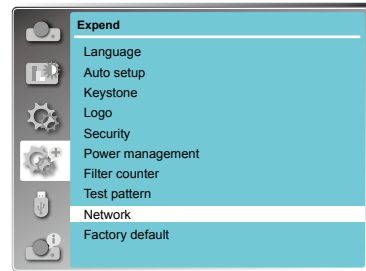 Expend
Language
Auto setup
Keystone
Logo
Security
Power management
Filter counter
Test pattern
Network
Factory default